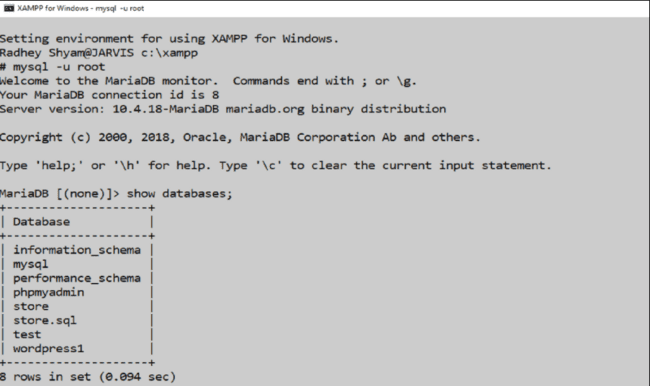 XAMPP for Windows - mysql -u root
Setting environment for using XAMPP for Windows.
Radhey Shyam@JARVIS c:\xampp
# mysql -u root
Welcome to the MariaDB monitor.  Commands end with ; or \g.
Your MariaDB connection id is 8
Server version: 10.4.18-MariaDB mariadb.org binary distribution
Copyright (c) 2000, 2018, Oracle, MariaDB Corporation Ab and others.
Type 'help;' or '\h' for help. Type '\c' to clear the current input statement.
MariaDB [(none)]> show databases;
+--------------------+
| Database           |
+--------------------+
| information_schema |
| mysql              |
| performance_schema |
| phpmyadmin         |
| store              |
| store.sql          |
| test               |
| wordpress1         |
+--------------------+
8 rows in set (0.094 sec)